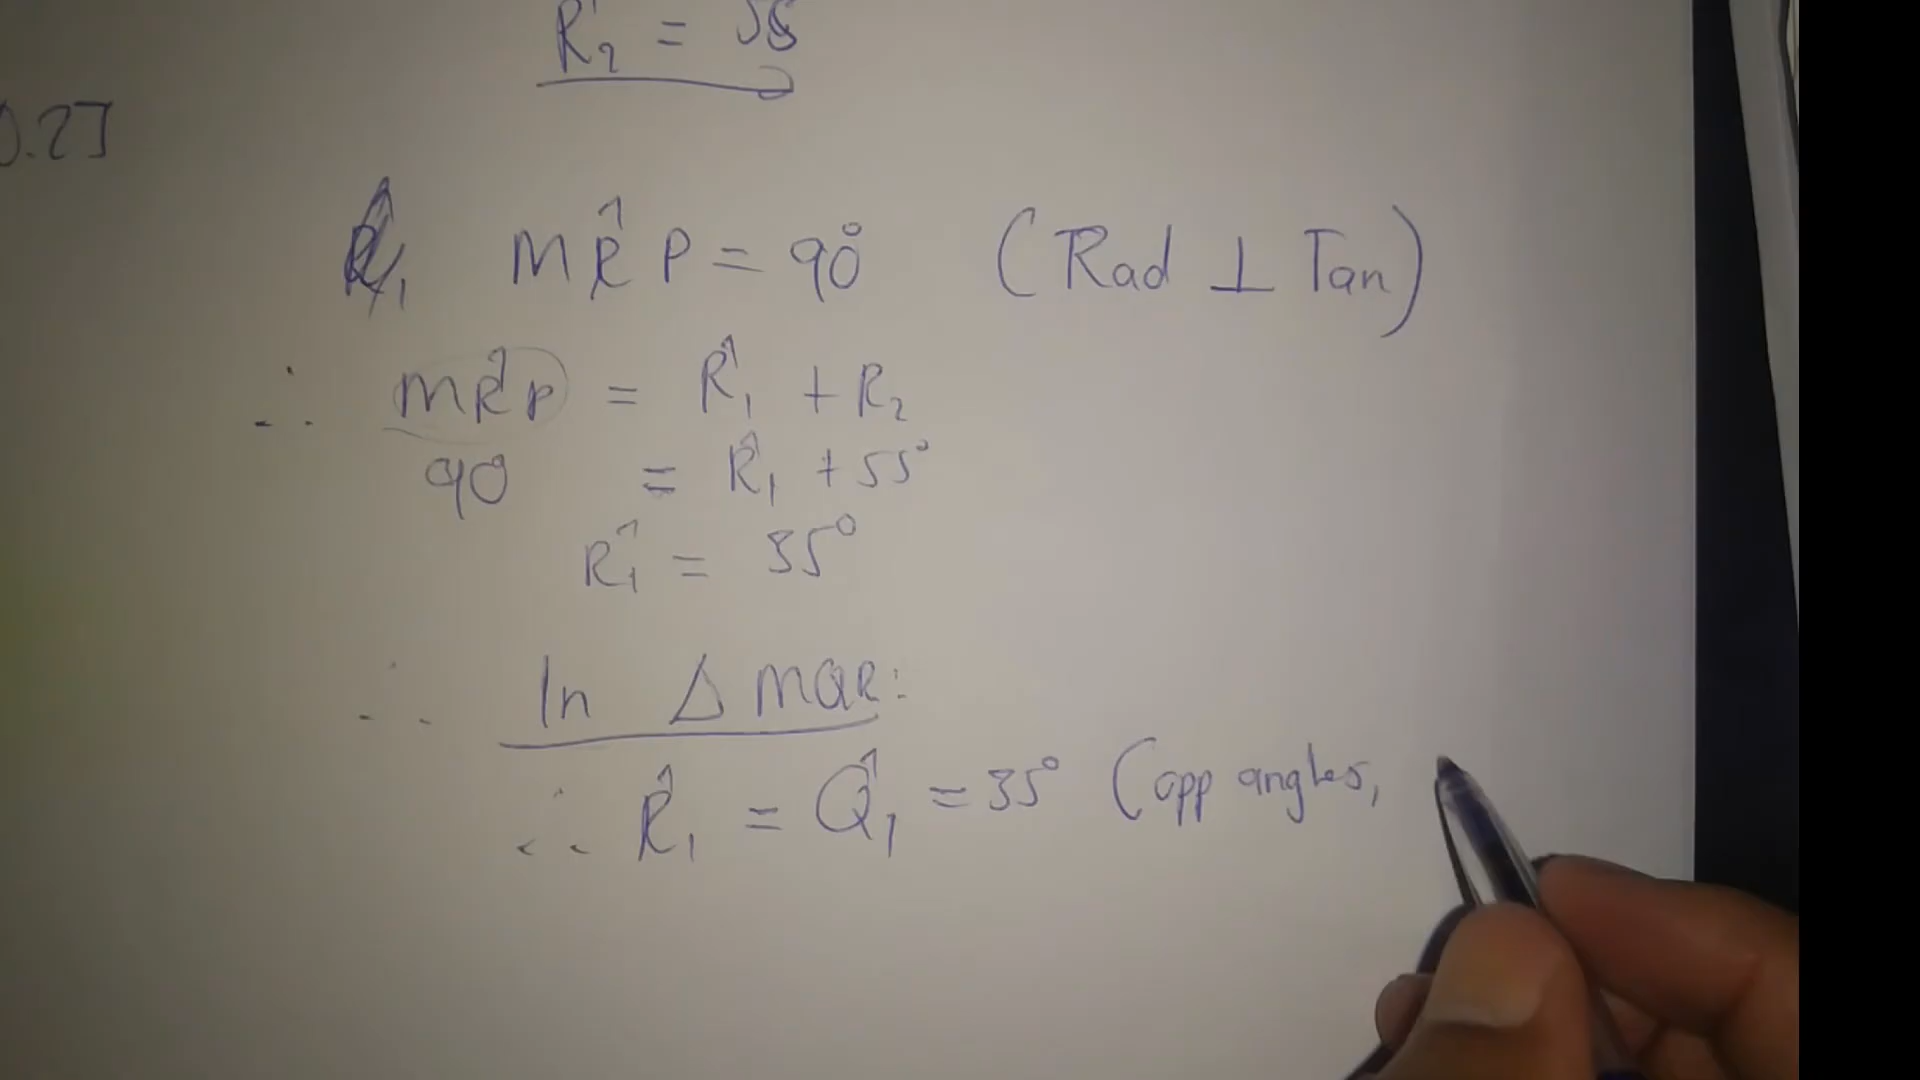 R̂₂ = 55
0.2]
R̂₁ MR̂P = 90° (Rad ⊥ Tan)
∴ MR̂P = R̂₁ + R₂
90 = R̂₁ + 55°
R̂₁ = 35°
∴ In Δ MQR:
∴ R̂₁ = Q̂₁ = 35° (opp angles,